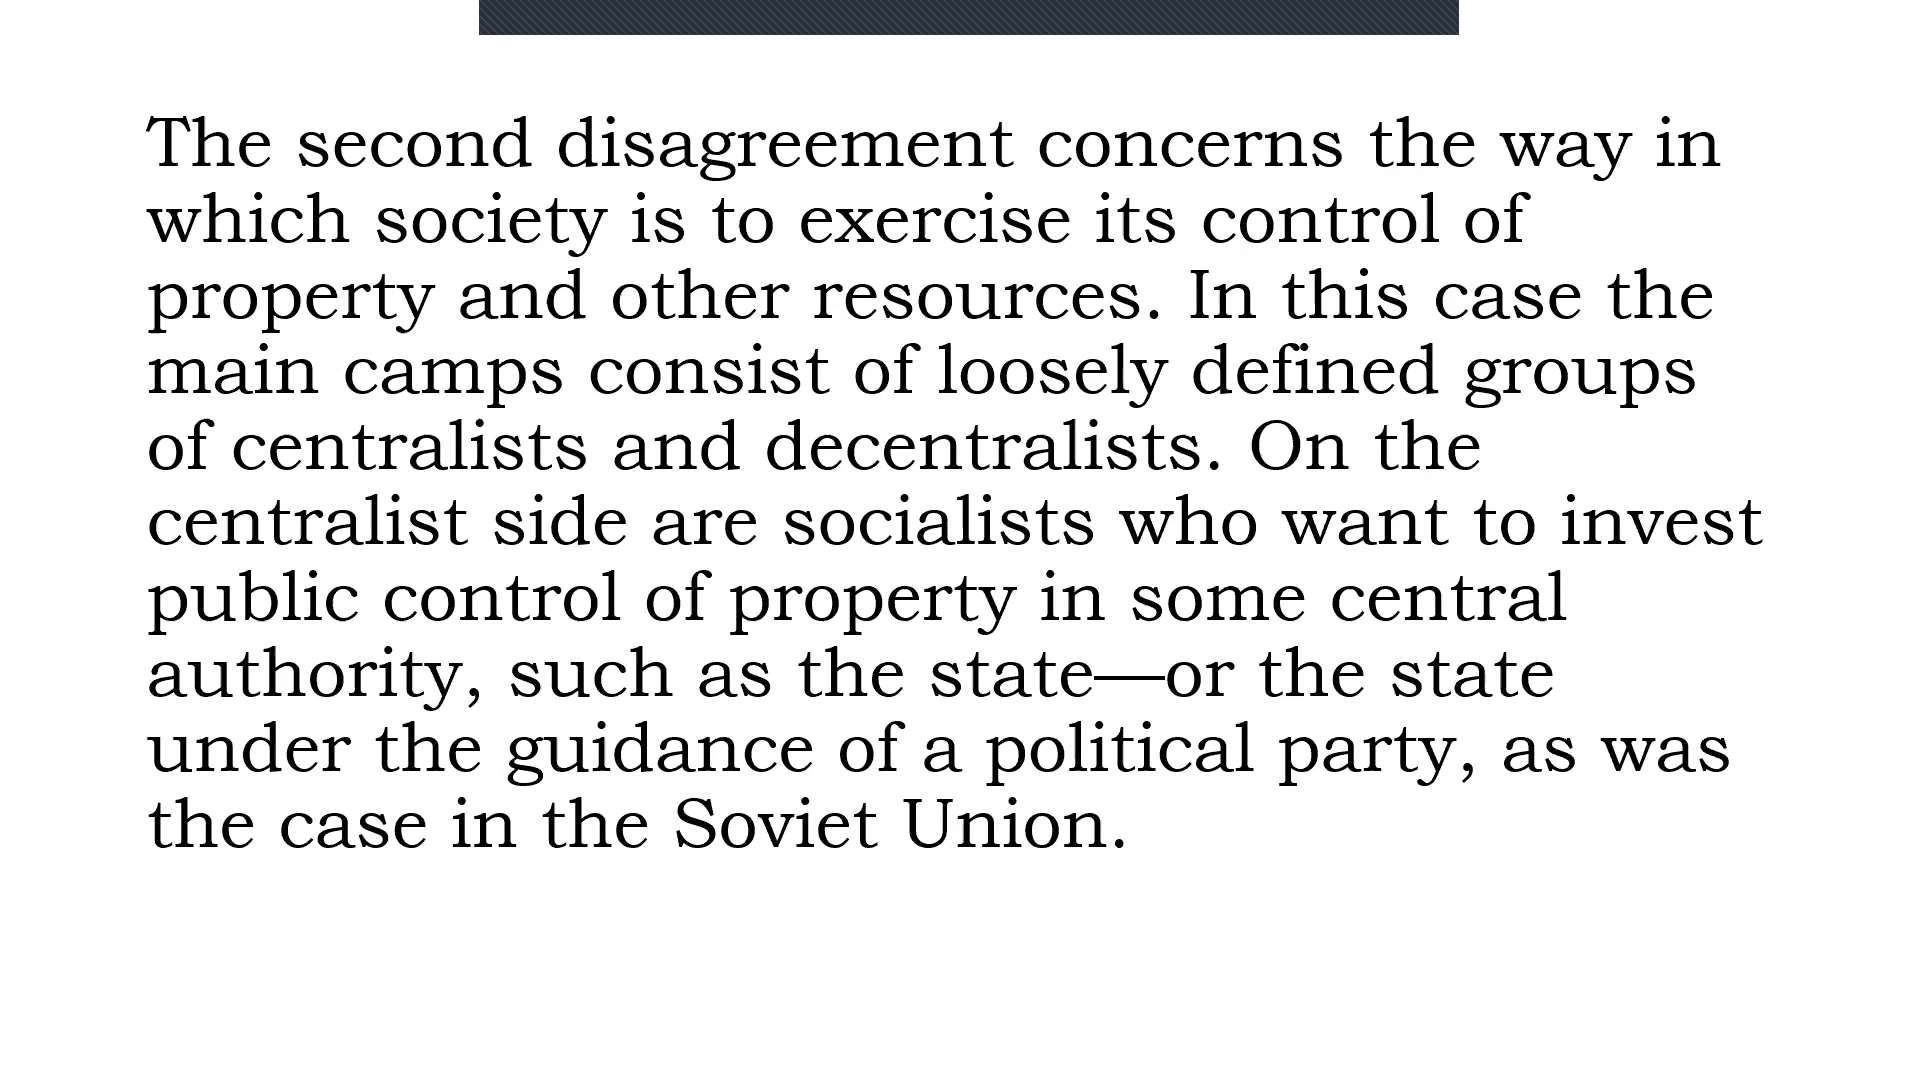 The second disagreement concerns the way in
which society is to exercise its control of
property and other resources. In this case the
main camps consist of loosely defined groups
of centralists and decentralists. On the
centralist side are socialists who want to invest
public control of property in some central
authority, such as the state—or the state
under the guidance of a political party, as was
the case in the Soviet Union.